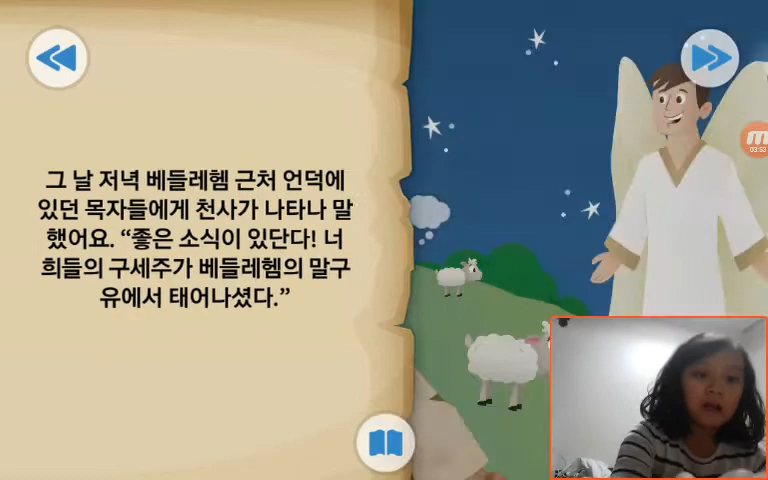 그 날 저녁 베들레헴 근처 언덕에
있던 목자들에게 천사가 나타나 말
했어요. “좋은 소식이 있단다! 너
희들의 구세주가 베들레헴의 말구
유에서 태어나셨다.”
03:53